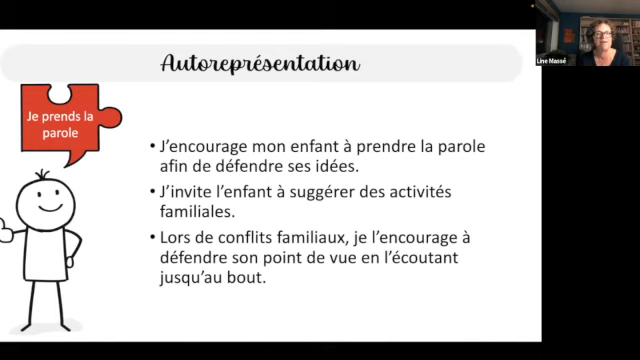 Autoreprésentation
Line Massé
Je prends la
parole
• J'encourage mon enfant à prendre la parole
afin de défendre ses idées.
• J'invite l'enfant à suggérer des activités
familiales.
• Lors de conflits familiaux, je l'encourage à
défendre son point de vue en l'écoutant
jusqu'au bout.